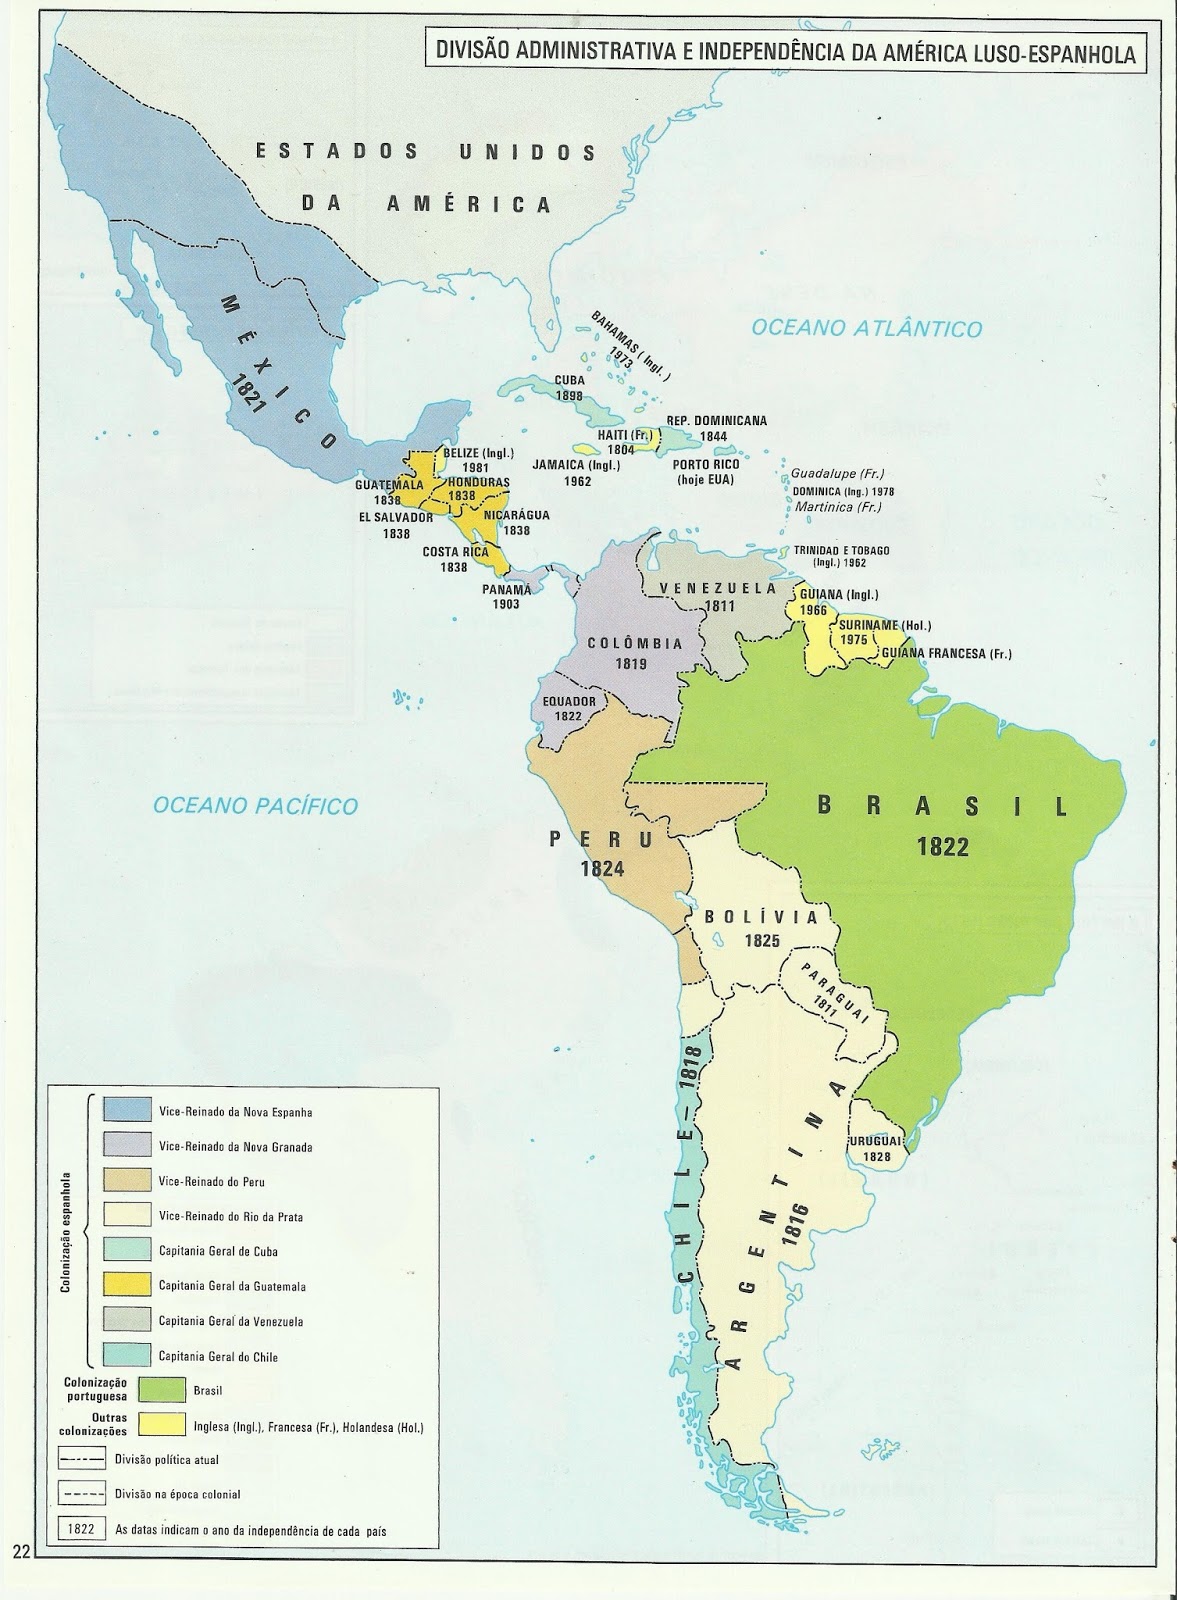 DIVISÃO ADMINISTRATIVA E INDEPENDÊNCIA DA AMÉRICA LUSO-ESPANHOLA
ESTADOS UNIDOS
DA AMÉRICA
OCEANO ATLÂNTICO
MÉXICO
1821
BAHAMAS (Ingl.)
1973
CUBA
1898
REP. DOMINICANA
1844
HAITI (Fr.)
1804
JAMAICA (Ingl.)
1962
PORTO RICO
(hoje EUA)
BELIZE (Ingl.)
1981
GUATEMALA
1838
HONDURAS
1838
EL SALVADOR
1838
NICARÁGUA
1838
COSTA RICA
1838
PANAMÁ
1903
Guadalupe (Fr.)
DOMINICA (Ing.) 1978
Martinica (Fr.)
TRINIDAD E TOBAGO
(Ingl.) 1962
VENEZUELA
1811
GUIANA (Ingl.)
1966
SURINAME (Hol.)
1975
GUIANA FRANCESA (Fr.)
COLÔMBIA
1819
EQUADOR
1822
OCEANO PACÍFICO
BRASIL
1822
PERU
1824
BOLÍVIA
1825
PARAGUAI
1811
CHILE — 1818
ARGENTINA
1816
URUGUAI
1828
Colonização espanhola
Vice-Reinado da Nova Espanha
Vice-Reinado da Nova Granada
Vice-Reinado do Peru
Vice-Reinado do Rio da Prata
Capitania Geral de Cuba
Capitania Geral da Guatemala
Capitania Geral da Venezuela
Capitania Geral do Chile
Colonização
portuguesa
Brasil
Outras
colonizações
Inglesa (Ingl.), Francesa (Fr.), Holandesa (Hol.)
Divisão política atual
Divisão na época colonial
1822 As datas indicam o ano da independência de cada país
22